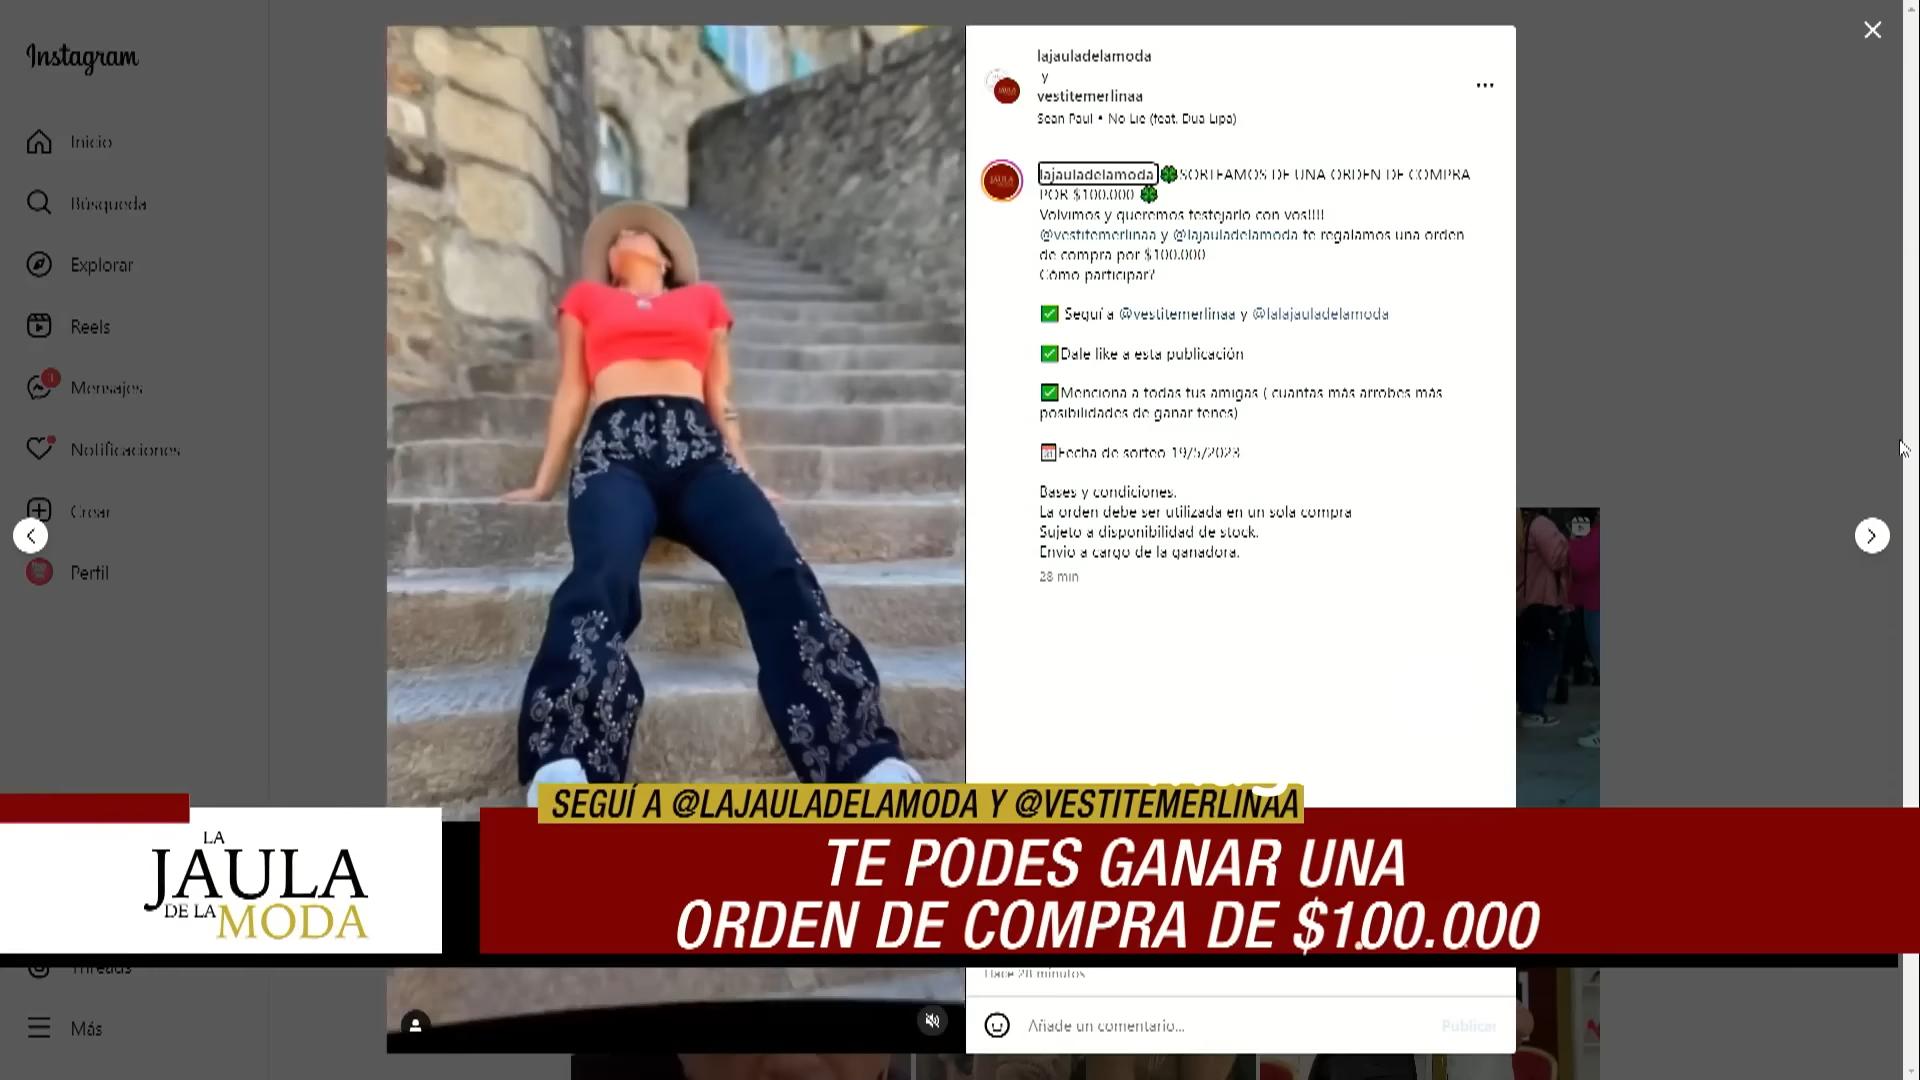 Instagram
Inicio
Búsqueda
Explorar
Reels
Mensajes
Notificaciones
Crear
Perfil
Threads
Más
lajauladelamoda
y
vestitemerlinaa
Sean Paul • No Lie (feat. Dua Lipa)
lajauladelamoda 🍀SORTEAMOS DE UNA ORDEN DE COMPRA
POR $100.000 🍀
Volvimos y queremos festejarlo con vos!!!!
@vestitemerlinaa y @lajauladelamoda te regalamos una orden
de compra por $100.000
Cómo participar?
✅ Seguí a @vestitemerlinaa y @lalajauladelamoda
✅Dale like a esta publicación
✅Menciona a todas tus amigas ( cuantas más arrobes más
posibilidades de ganar tenes)
📅Fecha de sorteo 19/5/2023
Bases y condiciones.
La orden debe ser utilizada en un sola compra
Sujeto a disponibilidad de stock.
Envio a cargo de la ganadora.
28 min
SEGUÍ A @LAJAULADELAMODA Y @VESTITEMERLINAA
TE PODES GANAR UNA
ORDEN DE COMPRA DE $100.000
LA
JAULA
DE LA MODA
Hace 28 minutos
Añade un comentario...
Publicar